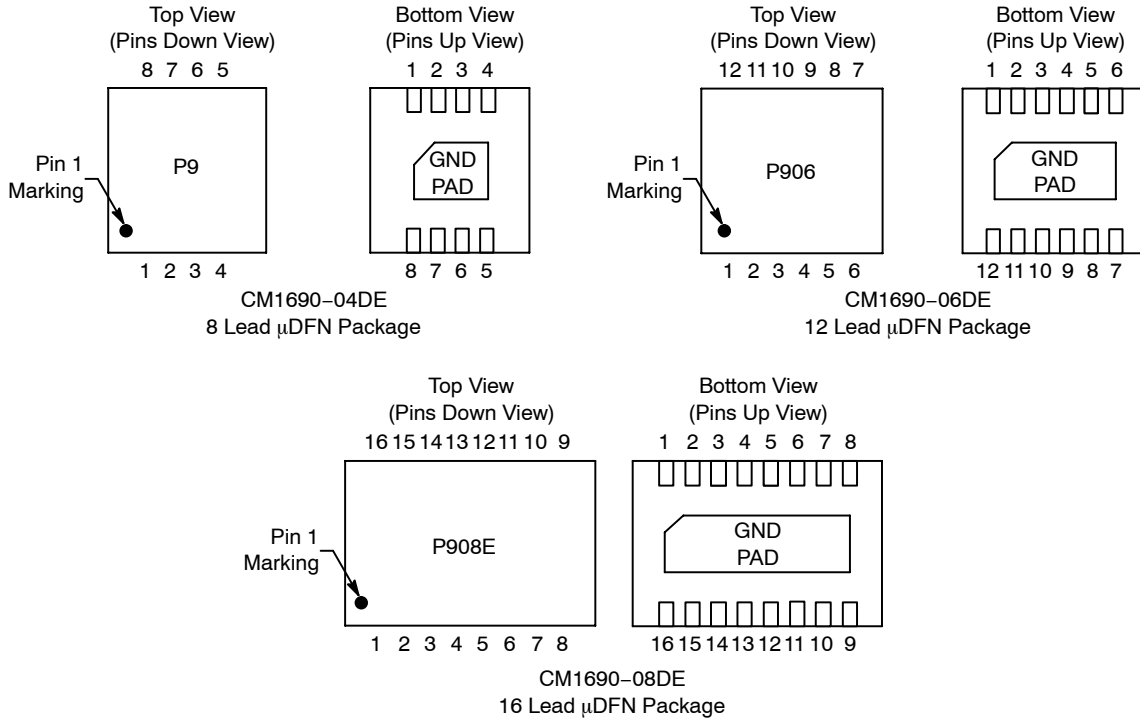 Top View
(Pins Down View)
8 7 6 5
Pin 1
Marking
P9
1 2 3 4
Bottom View
(Pins Up View)
1 2 3 4
GND
PAD
8 7 6 5
CM1690−04DE
8 Lead μDFN Package
Top View
(Pins Down View)
12 11 10 9 8 7
Pin 1
Marking
P906
1 2 3 4 5 6
Bottom View
(Pins Up View)
1 2 3 4 5 6
GND
PAD
12 11 10 9 8 7
CM1690−06DE
12 Lead μDFN Package
Top View
(Pins Down View)
16 15 14 13 12 11 10 9
Pin 1
Marking
P908E
1 2 3 4 5 6 7 8
Bottom View
(Pins Up View)
1 2 3 4 5 6 7 8
GND
PAD
16 15 14 13 12 11 10 9
CM1690−08DE
16 Lead μDFN Package